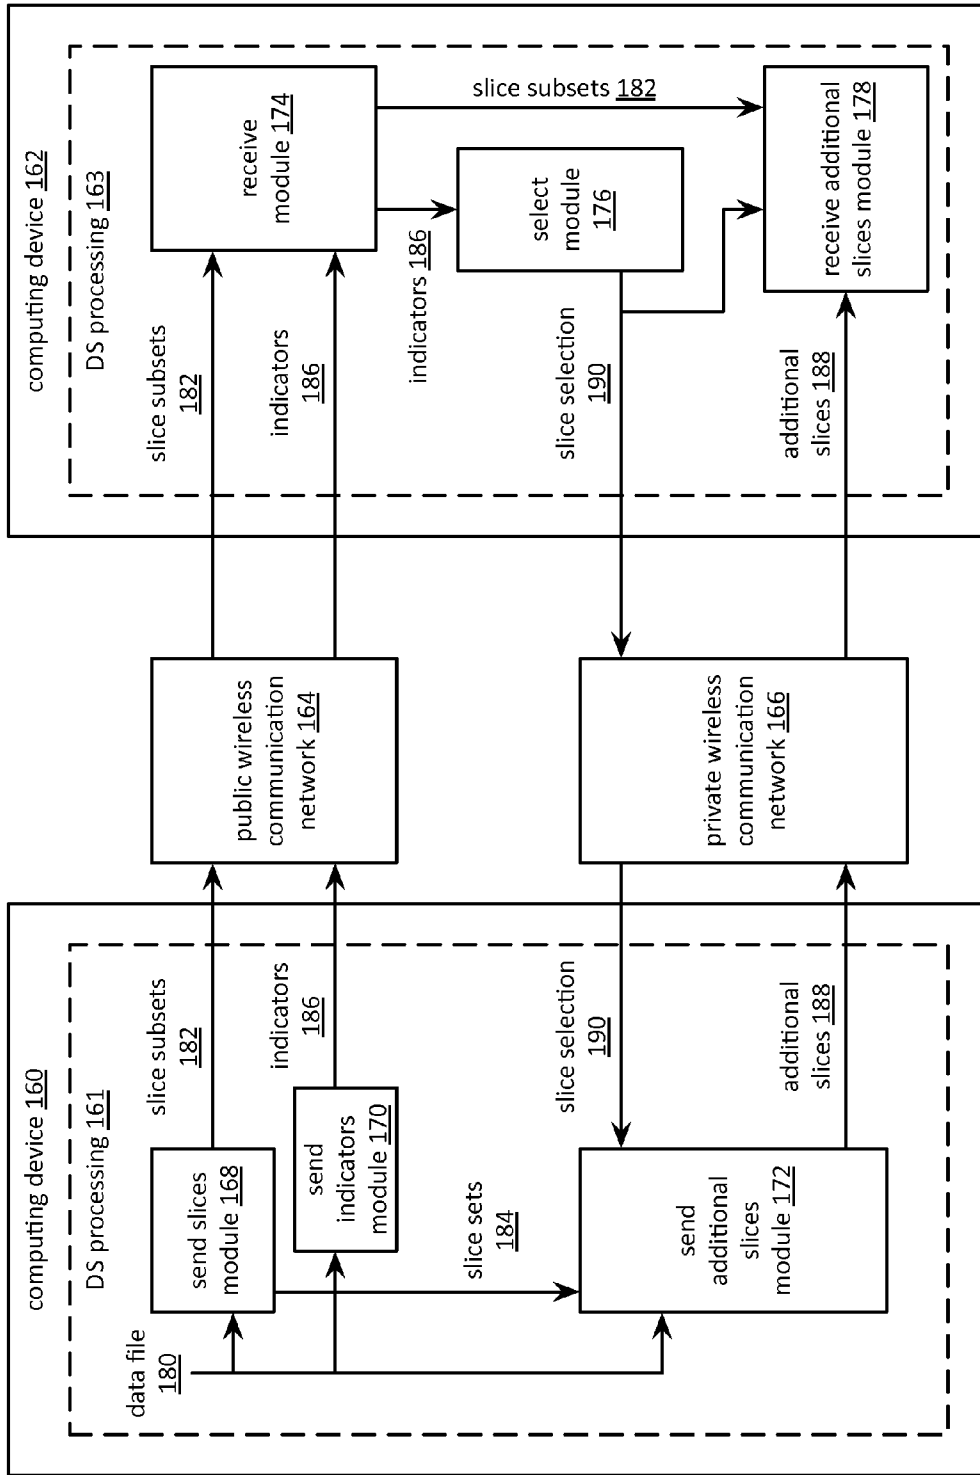 computing device 160
DS processing 161
data file
180
send slices
module 168
send
indicators
module 170
slice sets
184
send
additional
slices
module 172
slice subsets
182
indicators
186
slice selection
190
additional
slices 188
public wireless
communication
network 164
private wireless
communication
network 166
computing device 162
DS processing 163
slice subsets
182
indicators
186
slice selection
190
additional
slices 188
receive
module 174
indicators 186
slice subsets 182
select
module
176
receive additional
slices module 178